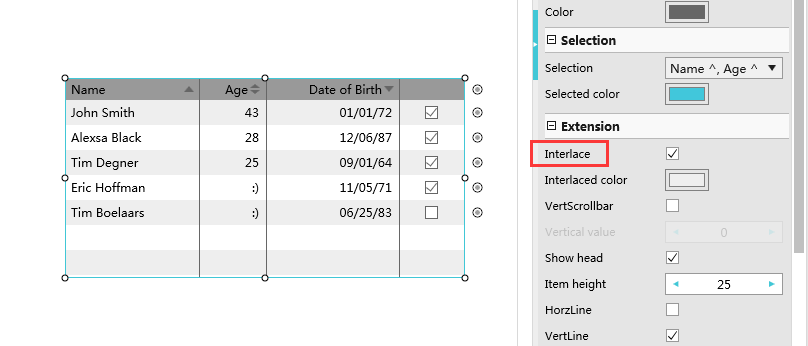 Name Age Date of Birth
John Smith 43 01/01/72
Alexsa Black 28 12/06/87
Tim Degner 25 09/01/64
Eric Hoffman :) 11/05/71
Tim Boelaars :) 06/25/83
Color
Selection
Selection Name ^, Age ^
Selected color
Extension
Interlace
Interlaced color
VertScrollbar
Vertical value 0
Show head
Item height 25
HorzLine
VertLine